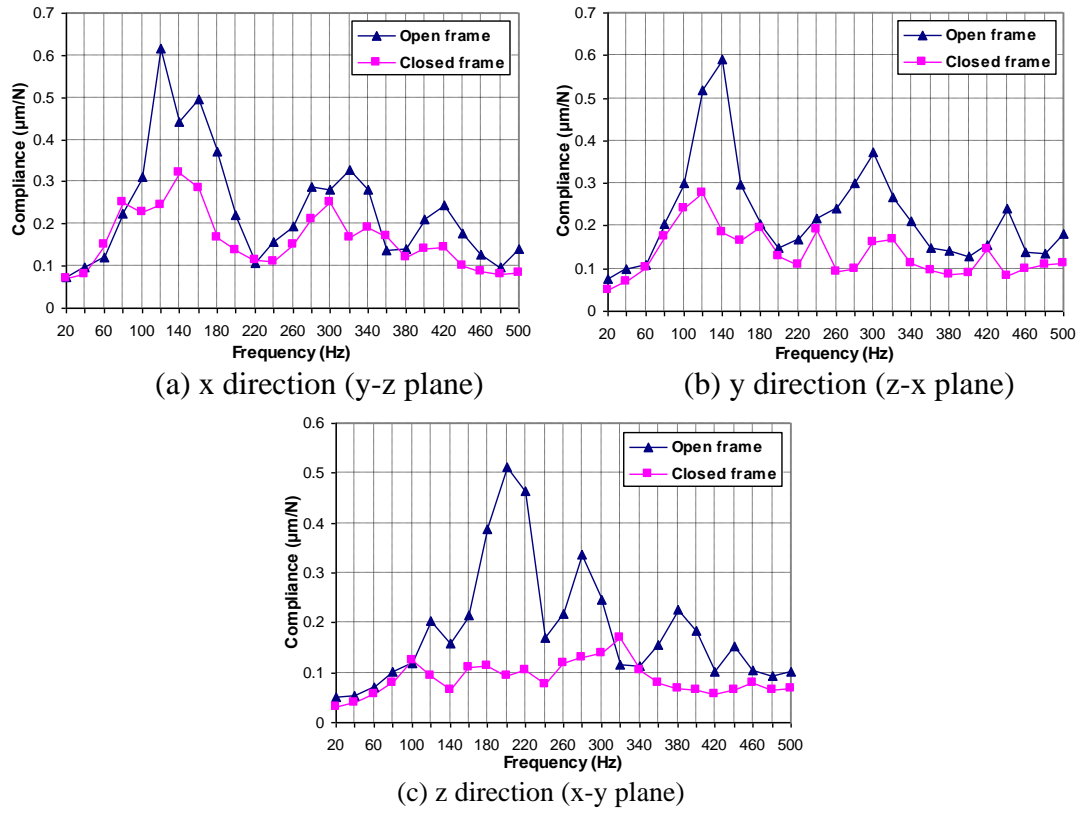 0.7
0.6
0.5
0.4
0.3
0.2
0.1
0
Compliance (µm/N)
Open frame
Closed frame
20 60 100 140 180 220 260 300 340 380 420 460 500
Frequency (Hz)
(a) x direction (y-z plane)
0.7
0.6
0.5
0.4
0.3
0.2
0.1
0
Compliance (µm/N)
Open frame
Closed frame
20 60 100 140 180 220 260 300 340 380 420 460 500
Frequency (Hz)
(b) y direction (z-x plane)
0.6
0.5
0.4
0.3
0.2
0.1
0
Compliance (µm/N)
Open frame
Closed frame
20 60 100 140 180 220 260 300 340 380 420 460 500
Frequency (Hz)
(c) z direction (x-y plane)